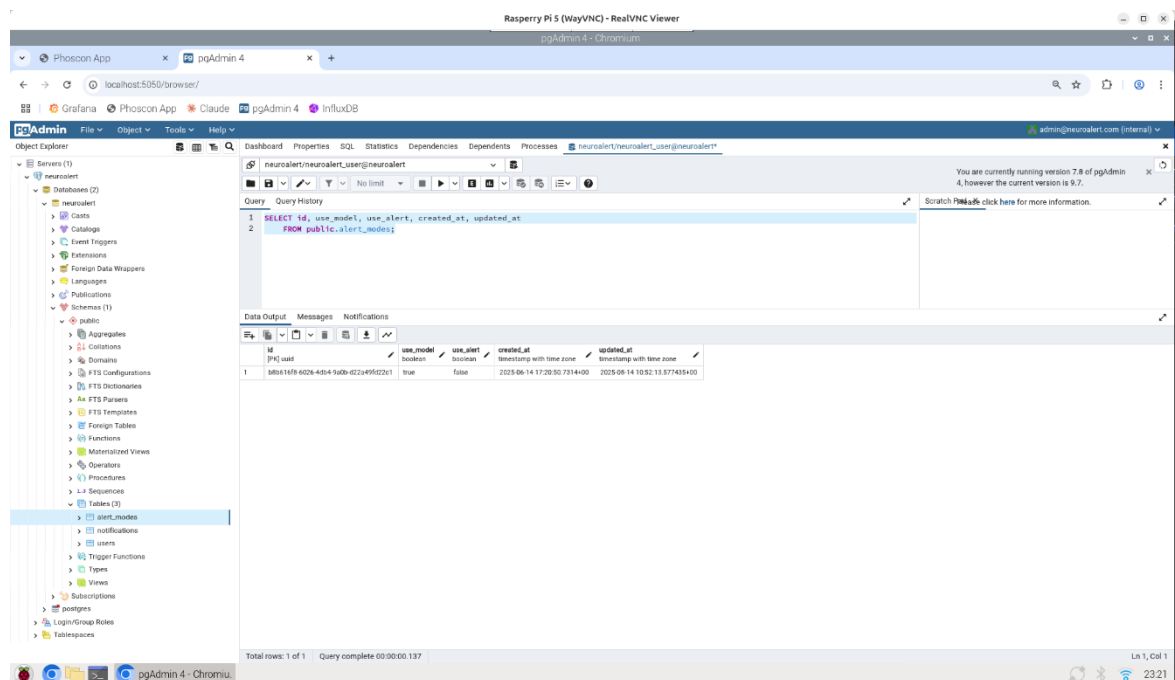 Rasperry Pi 5 (WayVNC) - RealVNC Viewer
pgAdmin 4 - Chromium
Phoscon App
pgAdmin 4
localhost:5050/browser/
Grafana Phoscon App Claude pgAdmin 4 InfluxDB
pgAdmin File Object Tools Help
admin@neuroalert.com (internal)
Object Explorer
Dashboard Properties SQL Statistics Dependencies Dependents Processes neuroalert/neuroalert_user@neuroalert*
Servers (1)
neuroalert
Databases (2)
neuroalert
Casts
Catalogs
Event Triggers
Extensions
Foreign Data Wrappers
Languages
Publications
Schemas (1)
public
Aggregates
Collations
Domains
FTS Configurations
FTS Dictionaries
Aa FTS Parsers
FTS Templates
Foreign Tables
Functions
Materialized Views
Operators
Procedures
1..3 Sequences
Tables (3)
alert_modes
notifications
users
Trigger Functions
Types
Views
Subscriptions
postgres
Login/Group Roles
Tablespaces
neuroalert/neuroalert_user@neuroalert
No limit
Query Query History
Scratch Pad
You are currently running version 7.8 of pgAdmin
4, however the current version is 9.7.
Please click here for more information.
1 SELECT id, use_model, use_alert, created_at, updated_at
2 FROM public.alert_modes;
Data Output Messages Notifications
id
[PK] uuid
use_model
boolean
use_alert
boolean
created_at
timestamp with time zone
updated_at
timestamp with time zone
1 b8b616f8-6026-4db4-9a0b-d22a49fd22c1 true false 2025-06-14 17:20:50.7314+00 2025-08-14 10:52:13.577435+00
Total rows: 1 of 1 Query complete 00:00:00.137
Ln 1, Col 1
pgAdmin 4 - Chromiu.
23:21